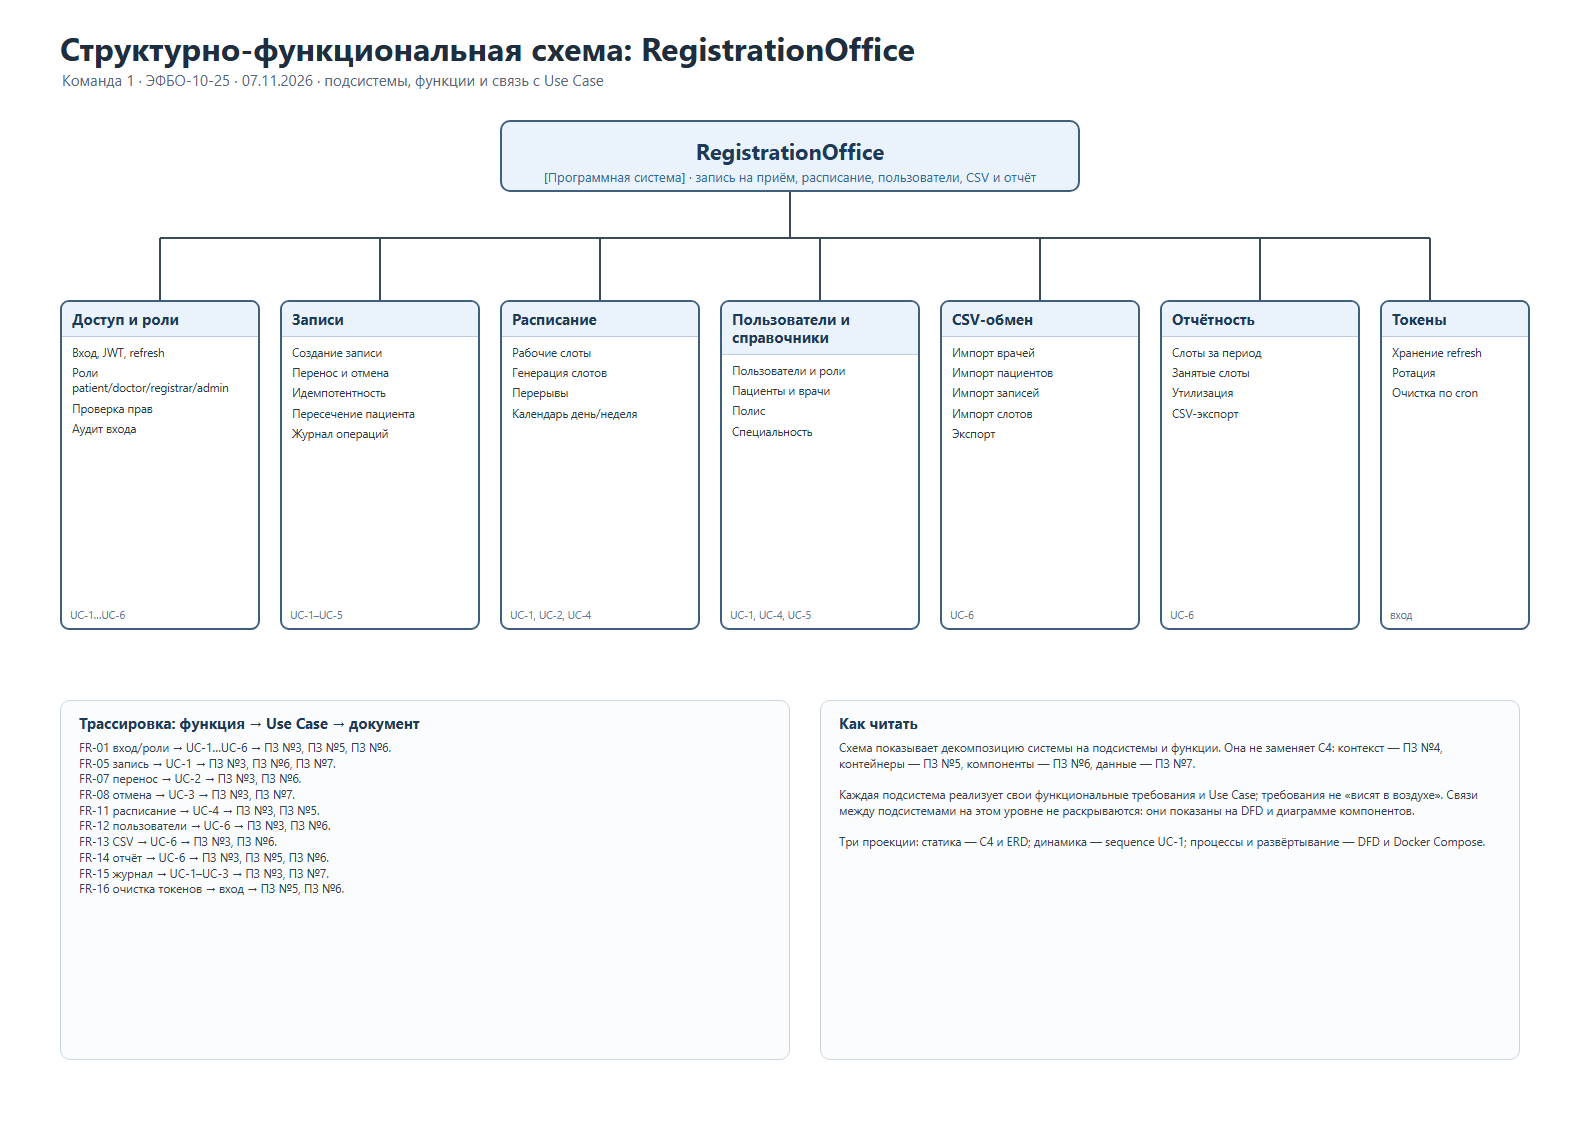 Структурно-функциональная схема: RegistrationOffice
Команда 1 · ЭФБО-10-25 · 07.11.2026 · подсистемы, функции и связь с Use Case
RegistrationOffice
[Программная система] · запись на приём, расписание, пользователи, CSV и отчёт
Доступ и роли
Вход, JWT, refresh
Роли
patient/doctor/registrar/admin
Проверка прав
Аудит входа
UC-1…UC-6
Записи
Создание записи
Перенос и отмена
Идемпотентность
Пересечение пациента
Журнал операций
UC-1–UC-5
Расписание
Рабочие слоты
Генерация слотов
Перерывы
Календарь день/неделя
UC-1, UC-2, UC-4
Пользователи и
справочники
Пользователи и роли
Пациенты и врачи
Полис
Специальность
UC-1, UC-4, UC-5
CSV-обмен
Импорт врачей
Импорт пациентов
Импорт записей
Импорт слотов
Экспорт
UC-6
Отчётность
Слоты за период
Занятые слоты
Утилизация
CSV-экспорт
UC-6
Токены
Хранение refresh
Ротация
Очистка по cron
вход
Трассировка: функция → Use Case → документ
FR-01 вход/роли → UC-1…UC-6 → ПЗ №3, ПЗ №5, ПЗ №6.
FR-05 запись → UC-1 → ПЗ №3, ПЗ №6, ПЗ №7.
FR-07 перенос → UC-2 → ПЗ №3, ПЗ №6.
FR-08 отмена → UC-3 → ПЗ №3, ПЗ №7.
FR-11 расписание → UC-4 → ПЗ №3, ПЗ №5.
FR-12 пользователи → UC-6 → ПЗ №3, ПЗ №6.
FR-13 CSV → UC-6 → ПЗ №3, ПЗ №6.
FR-14 отчёт → UC-6 → ПЗ №3, ПЗ №5, ПЗ №6.
FR-15 журнал → UC-1–UC-3 → ПЗ №3, ПЗ №7.
FR-16 очистка токенов → вход → ПЗ №5, ПЗ №6.
Как читать
Схема показывает декомпозицию системы на подсистемы и функции. Она не заменяет C4: контекст — ПЗ №4,
контейнеры — ПЗ №5, компоненты — ПЗ №6, данные — ПЗ №7.
Каждая подсистема реализует свои функциональные требования и Use Case; требования не «висят в воздухе». Связи
между подсистемами на этом уровне не раскрываются: они показаны на DFD и диаграмме компонентов.
Три проекции: статика — C4 и ERD; динамика — sequence UC-1; процессы и развёртывание — DFD и Docker Compose.